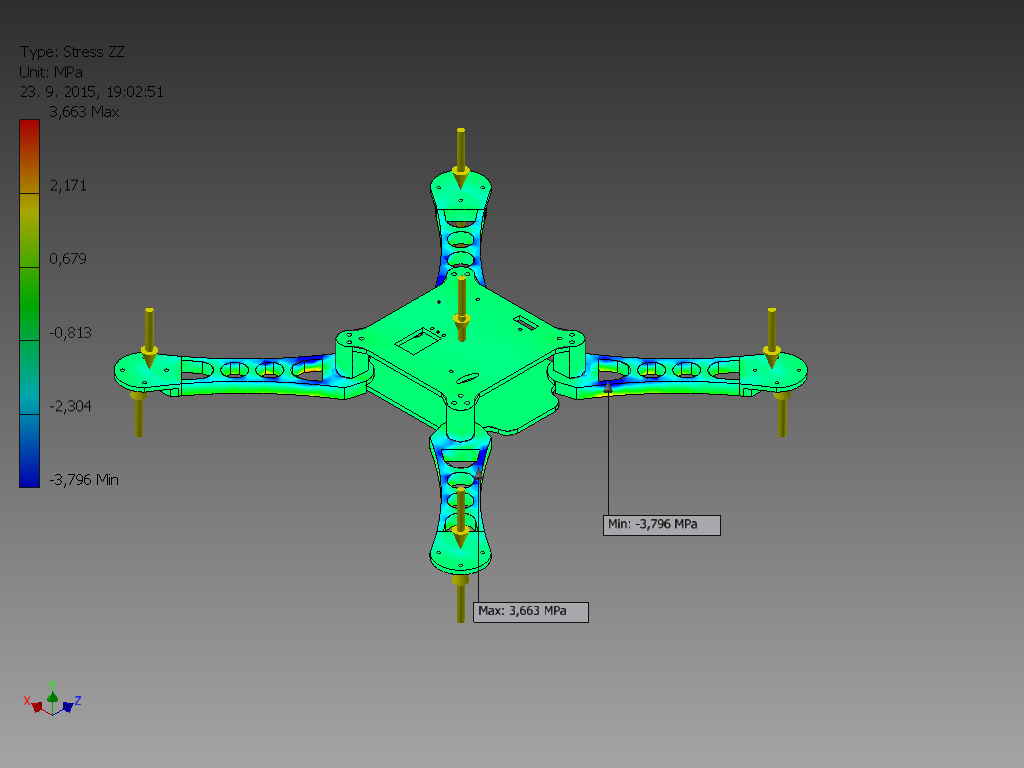 Type: Stress ZZ
Unit: MPa
23. 9. 2015, 19:02:51
3,663 Max
2,171
0,679
-0,813
-2,304
-3,796 Min
Min: -3,796 MPa
Max: 3,663 MPa
Y
X
Z